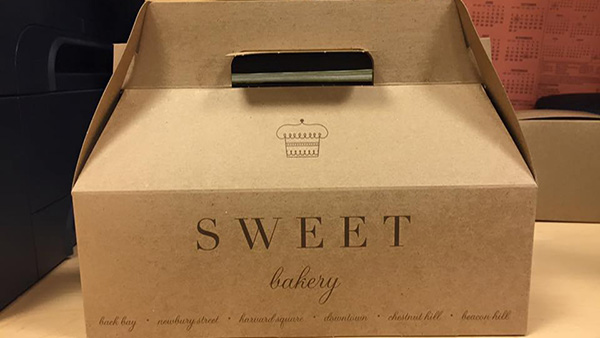 SWEET
bakery
back bay · newbury street · harvard square · downtown · chestnut hill · beacon hill